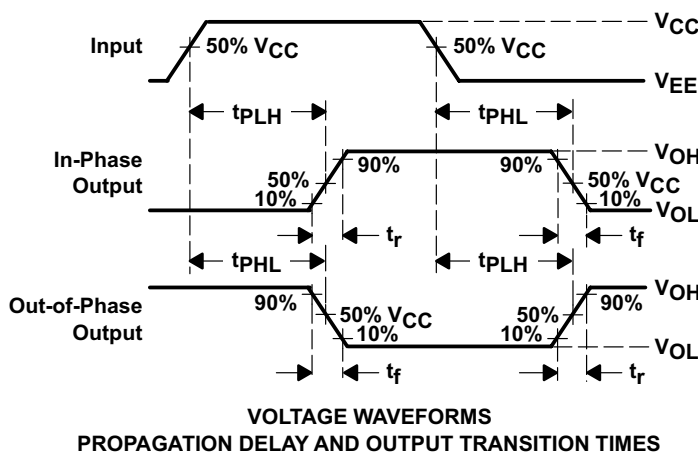 VCC
Input
50% VCC
50% VCC
VEE
tPLH
tPHL
In-Phase
Output
VOH
90%
90%
50%
50% VCC
10%
10%
VOL
tr
tf
tPHL
tPLH
Out-of-Phase
Output
VOH
90%
90%
50% VCC
50%
10%
10%
VOL
tf
tr
VOLTAGE WAVEFORMS
PROPAGATION DELAY AND OUTPUT TRANSITION TIMES